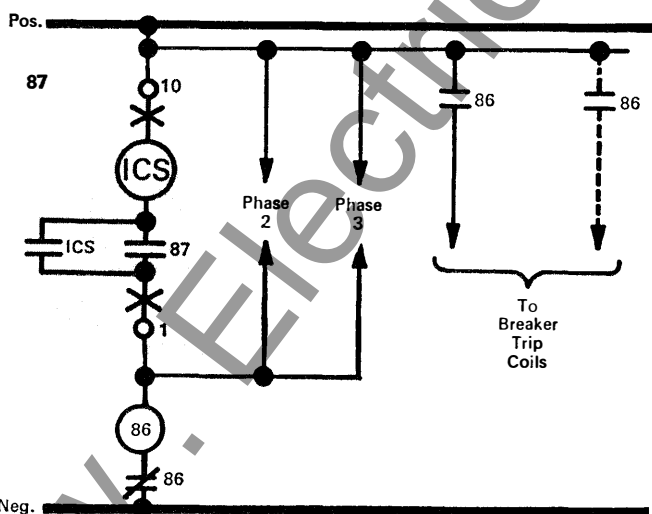 Pos.
87
10
ICS
ICS
87
1
86
86
Neg.
Phase
2
Phase
3
86
86
To
Breaker
Trip
Coils
v. Electric